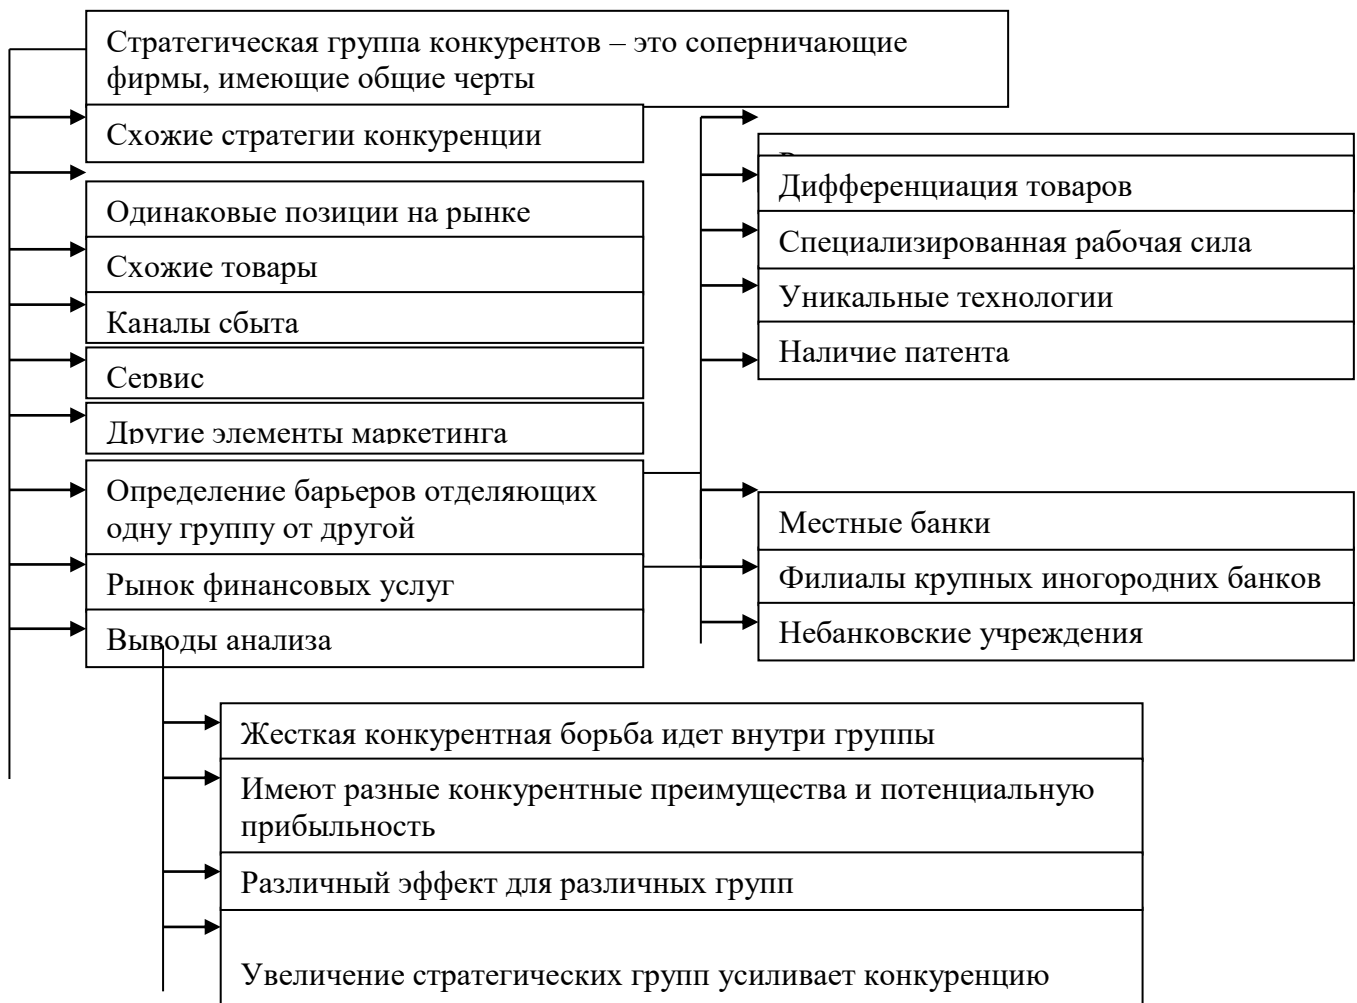 Стратегическая группа конкурентов – это соперничающие
фирмы, имеющие общие черты
Схожие стратегии конкуренции
Одинаковые позиции на рынке
Схожие товары
Каналы сбыта
Сервис
Другие элементы маркетинга
Определение барьеров отделяющих
одну группу от другой
Рынок финансовых услуг
Выводы анализа
Дифференциация товаров
Специализированная рабочая сила
Уникальные технологии
Наличие патента
Местные банки
Филиалы крупных иногородних банков
Небанковские учреждения
Жесткая конкурентная борьба идет внутри группы
Имеют разные конкурентные преимущества и потенциальную
прибыльность
Различный эффект для различных групп
Увеличение стратегических групп усиливает конкуренцию